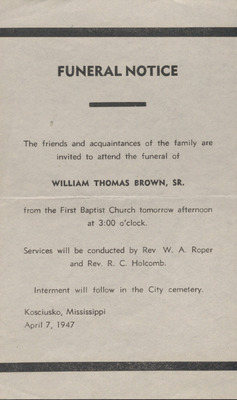 FUNERAL NOTICE
The friends and acquaintances of the family are
invited to attend the funeral of
WILLIAM THOMAS BROWN, SR.
from the First Baptist Church tomorrow afternoon
at 3:00 o'clock.
Services will be conducted by Rev. W. A. Roper
and Rev. R. C. Holcomb.
Interment will follow in the City cemetery.
Kosciusko, Mississippi
April 7, 1947